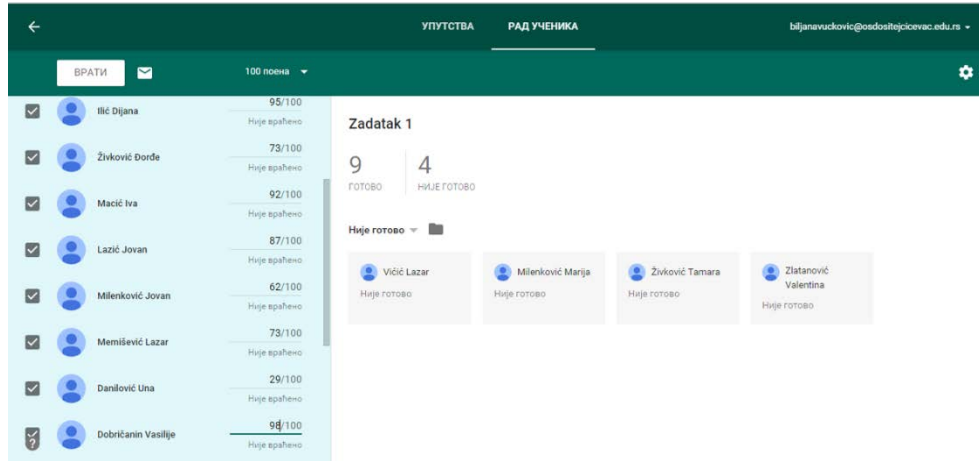 УПУТСТВА
РАД УЧЕНИКА
biljanavuckovic@osdositejcicevac.edu.rs
ВРАТИ
100 поена
Ilić Dijana
95/100
Није враћено
Živković Đorđe
73/100
Није враћено
Macić Iva
92/100
Није враћено
Lazić Jovan
87/100
Није враћено
Milenković Jovan
62/100
Није враћено
Memišević Lazar
73/100
Није враћено
Danilović Una
29/100
Није враћено
Dobričanin Vasilije
98/100
Није враћено
Zadatak 1
9
ГОТОВО
4
НИЈЕ ГОТОВО
Није готово
Vičić Lazar
Није готово
Milenković Marija
Није готово
Živković Tamara
Није готово
Zlatanović
Valentina
Није готово